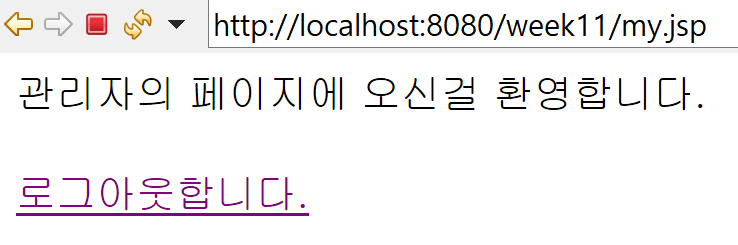 http://localhost:8080/week11/my.jsp
관리자의 페이지에 오신걸 환영합니다.
로그아웃합니다.